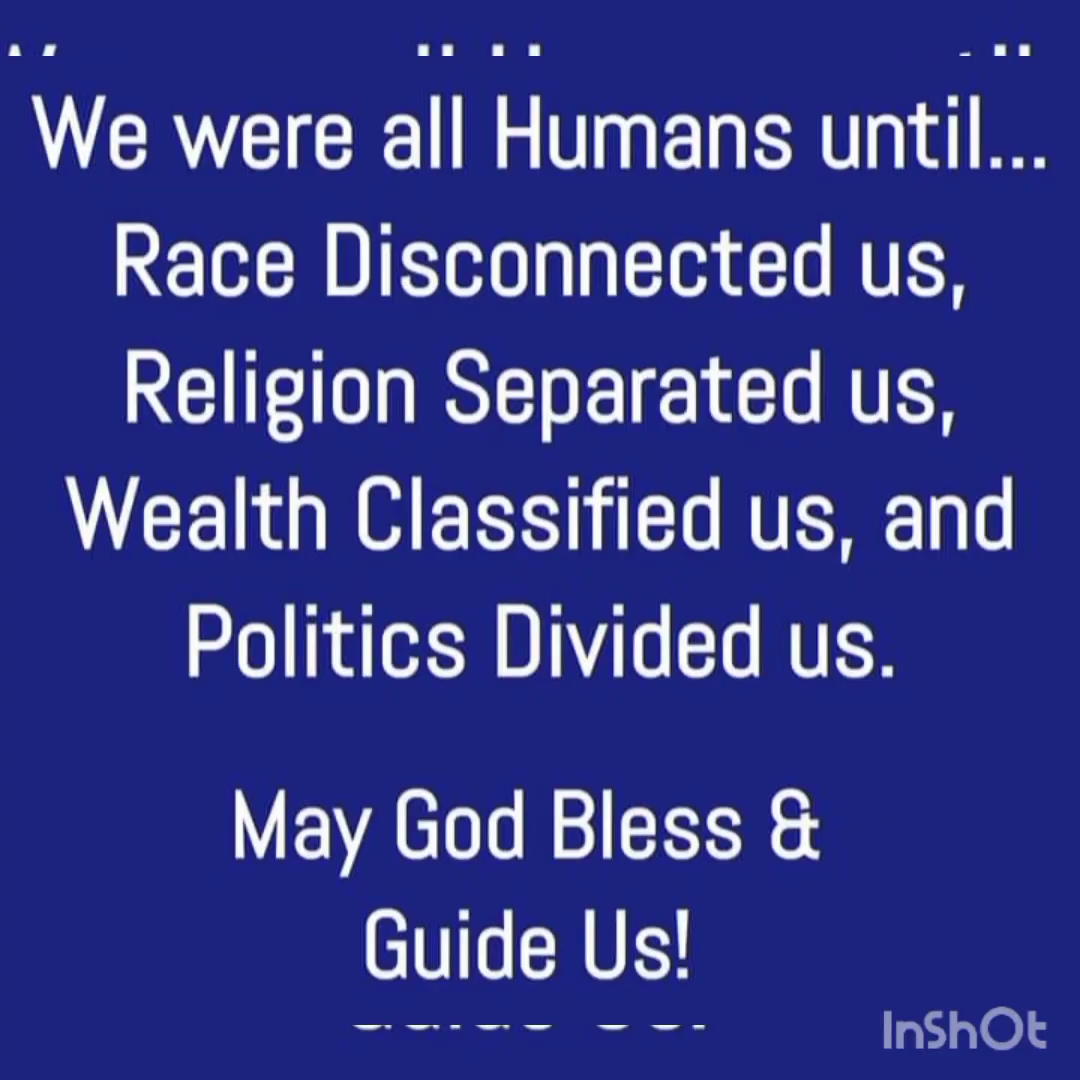 We were all Humans until...
Race Disconnected us,
Religion Separated us,
Wealth Classified us, and
Politics Divided us.
May God Bless &
Guide Us!
InShOt